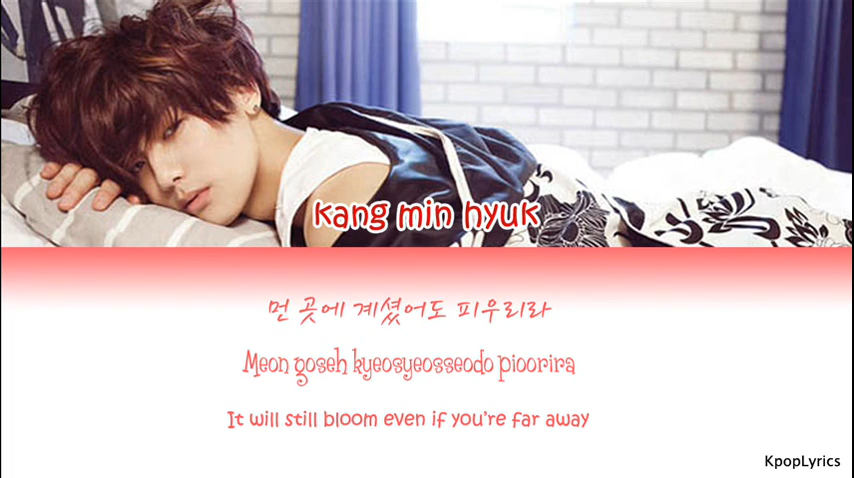 kang min hyuk
먼 곳에 계셨어도 피우리라
Meon goseh kyeosyeosseodo pioorira
It will still bloom even if you're far away
KpopLyrics